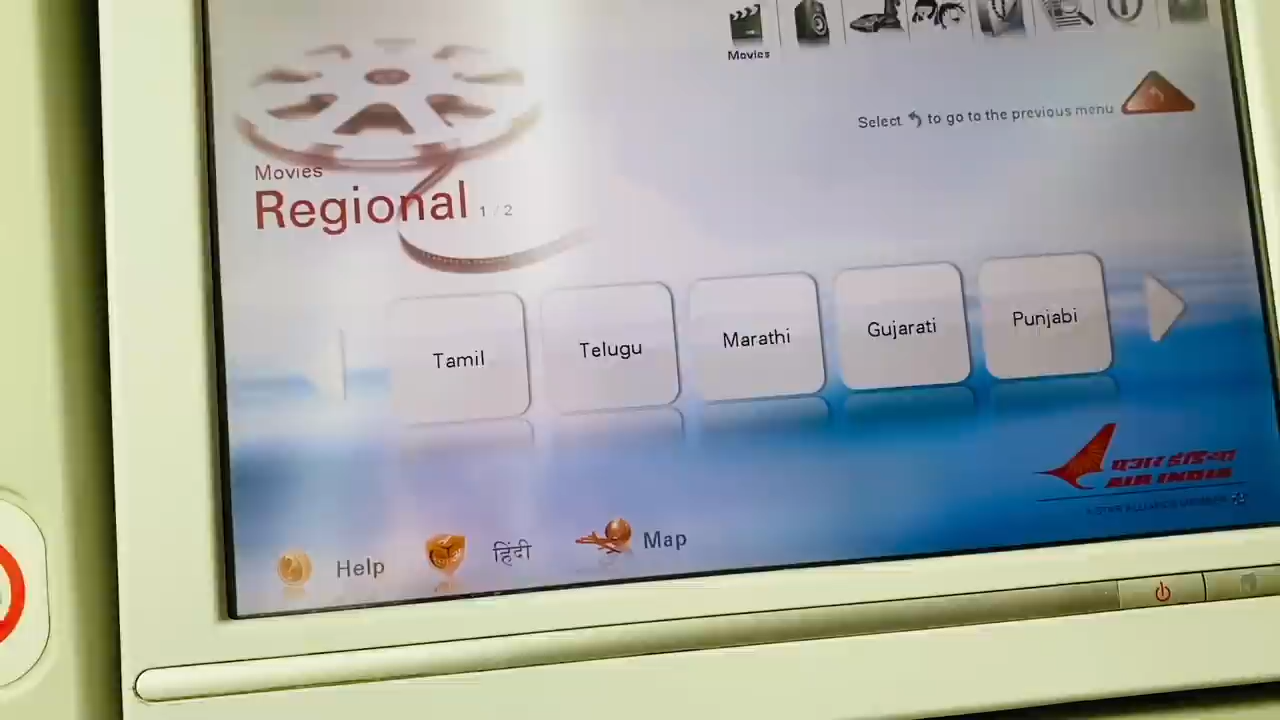 Movies
Select to go to the previous menu
Movies
Regional 1/2
Tamil
Telugu
Marathi
Gujarati
Punjabi
एअर इंडिया
AIR INDIA
A STAR ALLIANCE MEMBER
Help
हिंदी
Map